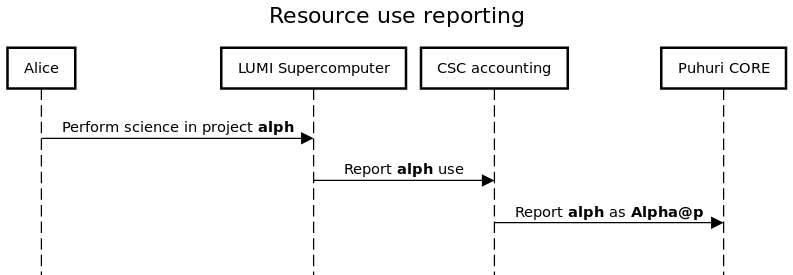 Resource use reporting
Alice
LUMI Supercomputer
CSC accounting
Puhuri CORE
Perform science in project alph
Report alph use
Report alph as Alpha@p